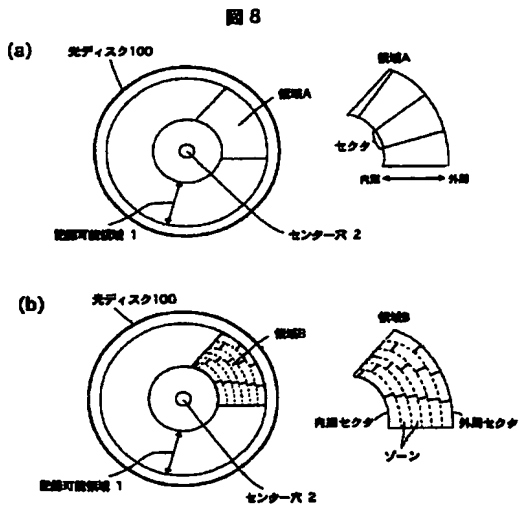 図 8
(a)
光ディスク100
領域A
領域A
セクタ
内周
外周
記録可能領域 1
センター穴 2
(b)
光ディスク100
領域B
領域B
内周セクタ
外周セクタ
ゾーン
記録可能領域 1
センター穴 2